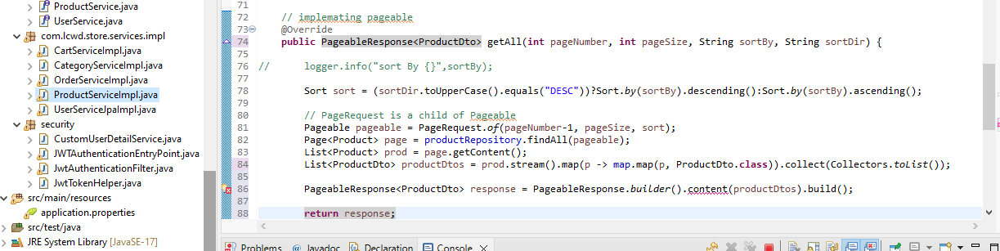 ProductService.java
UserService.java
com.lcwd.store.services.impl
CartServiceImpl.java
CategoryServiceImpl.java
OrderServiceImpl.java
ProductServiceImpl.java
UserServiceJpaImpl.java
security
CustomUserDetailService.java
JWTAuthenticationEntryPoint.java
JwtAuthenticationFilter.java
JwtTokenHelper.java
src/main/resources
application.properties
src/test/java
JRE System Library [JavaSE-17]
71
72 // implemating pageable
73 @Override
74 public PageableResponse<ProductDto> getAll(int pageNumber, int pageSize, String sortBy, String sortDir) {
75
76 // logger.info("sort By {}",sortBy);
77
78 Sort sort = (sortDir.toUpperCase().equals("DESC"))?Sort.by(sortBy).descending():Sort.by(sortBy).ascending();
79
80 // PageRequest is a child of Pageable
81 Pageable pageable = PageRequest.of(pageNumber-1, pageSize, sort);
82 Page<Product> page = productRepository.findAll(pageable);
83 List<Product> prod = page.getContent();
84 List<ProductDto> productDtos = prod.stream().map(p -> map.map(p, ProductDto.class)).collect(Collectors.toList());
85
86 PageableResponse<ProductDto> response = PageableResponse.builder().content(productDtos).build();
87
88 return response;
Problems @ Javadoc Declaration Console